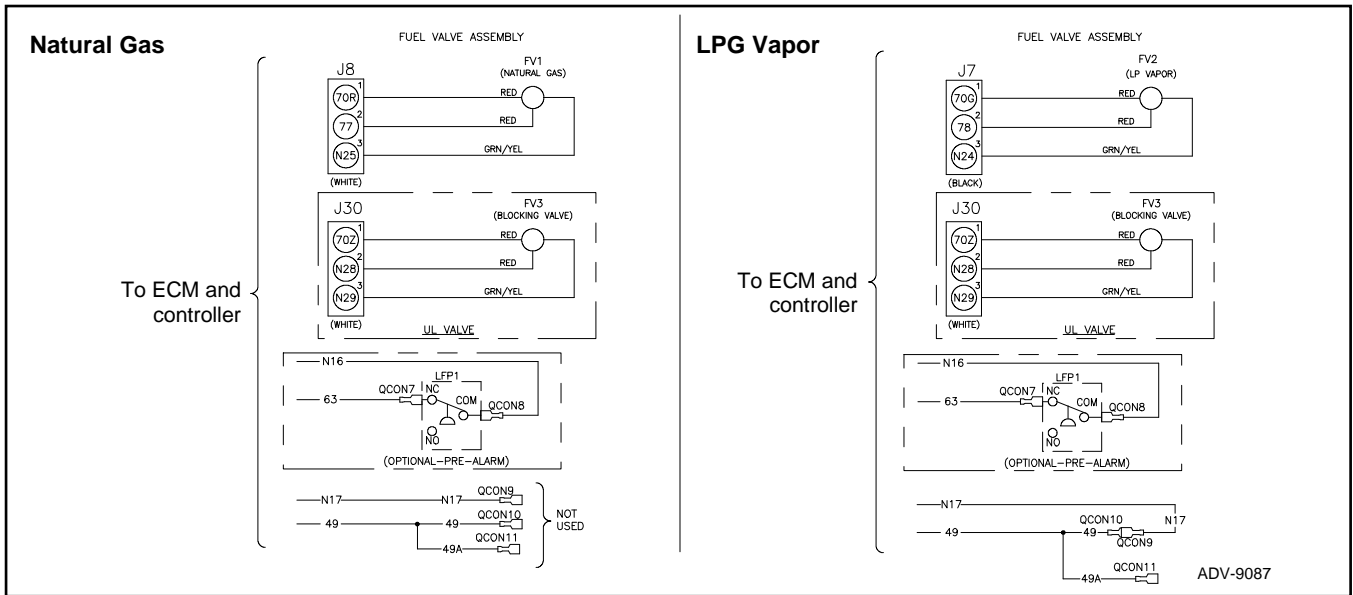 Natural Gas
FUEL VALVE ASSEMBLY
J8
FV1
(NATURAL GAS)
70R 1 RED
77 2 RED
N25 3 GRN/YEL
(WHITE)
J30
FV3
(BLOCKING VALVE)
70Z 1 RED
N28 2 RED
N29 3 GRN/YEL
(WHITE)
UL VALVE
To ECM and
controller
N16
LFP1
63 QCON7 NC COM QCON8
NO
(OPTIONAL-PRE-ALARM)
N17 N17 QCON9
49 49 QCON10
49A QCON11
NOT
USED
LPG Vapor
FUEL VALVE ASSEMBLY
J7
FV2
(LP VAPOR)
70G 1 RED
78 2 RED
N24 3 GRN/YEL
(BLACK)
J30
FV3
(BLOCKING VALVE)
70Z 1 RED
N28 2 RED
N29 3 GRN/YEL
(WHITE)
UL VALVE
To ECM and
controller
N16
LFP1
63 QCON7 NC COM QCON8
NO
(OPTIONAL-PRE-ALARM)
N17
49 49 QCON10 N17
QCON9
49A QCON11
ADV-9087